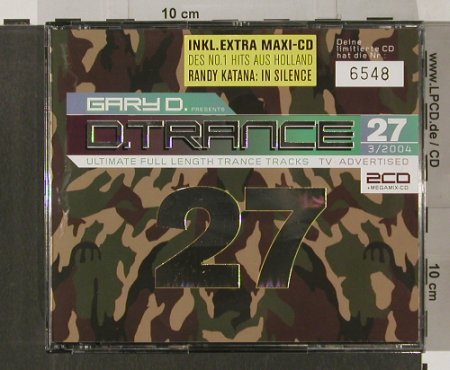 10 cm
INKL.EXTRA MAXI-CD
DES NO.1 HITS AUS HOLLAND
RANDY KATANA: IN SILENCE
Deine
limitierte CD
hat die Nr.:
6548
GARY D. PRESENTS
D.TRANCE
27
3/2004
ULTIMATE FULL LENGTH TRANCE TRACKS TV ADVERTISED
2CD
+MEGAMIX-CD
27
www.LPCD.de / CD
10 cm